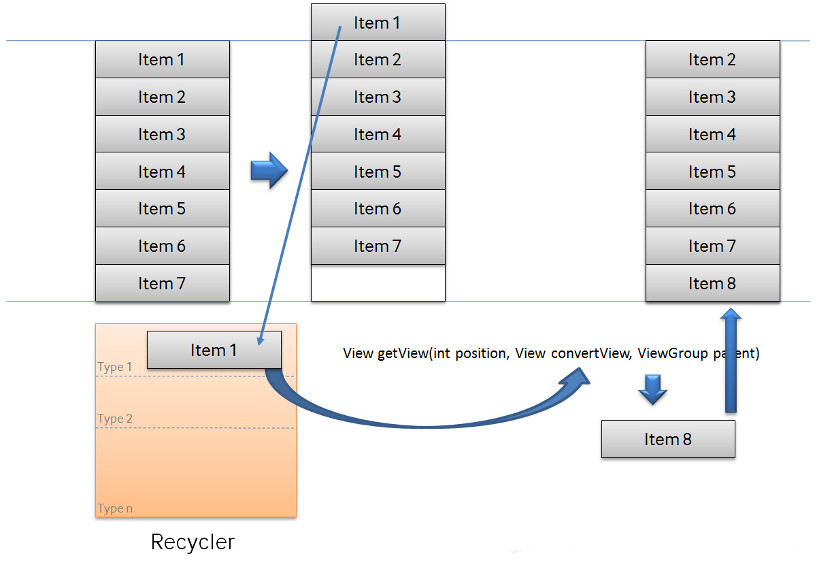 Item 1
Item 2
Item 3
Item 4
Item 5
Item 6
Item 7
Item 1
Item 2
Item 3
Item 4
Item 5
Item 6
Item 7
Item 2
Item 3
Item 4
Item 5
Item 6
Item 7
Item 8
Item 1
Type 1
Type 2
Type n
Recycler
View getView(int position, View convertView, ViewGroup parent)
Item 8